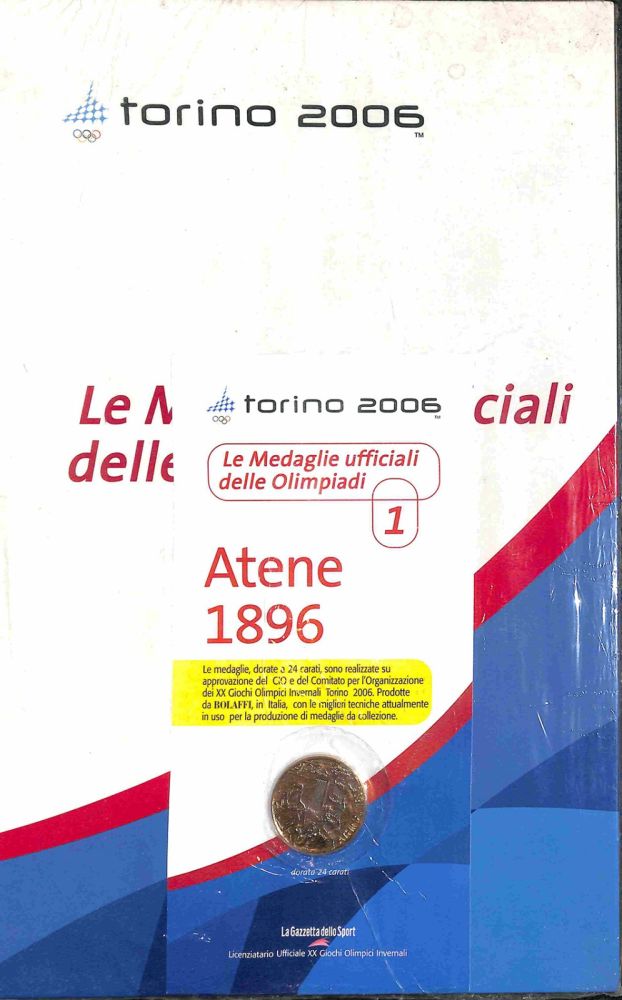 torino 2006
TM
Le M
ciali
delle
torino 2006
Le Medaglie ufficiali
delle Olimpiadi
1
Atene
1896
Le medaglie, dorate a 24 carati, sono realizzate su
approvazione del CIO e del Comitato per l'Organizzazione
dei XX Giochi Olimpici Invernali Torino 2006. Prodotte
da BOLAFFI, in Italia, con le migliori tecniche attualmente
in uso per la produzione di medaglie da collezione.
dorata 24 carati
La Gazzetta dello Sport
Licenziatario Ufficiale XX Giochi Olimpici Invernali